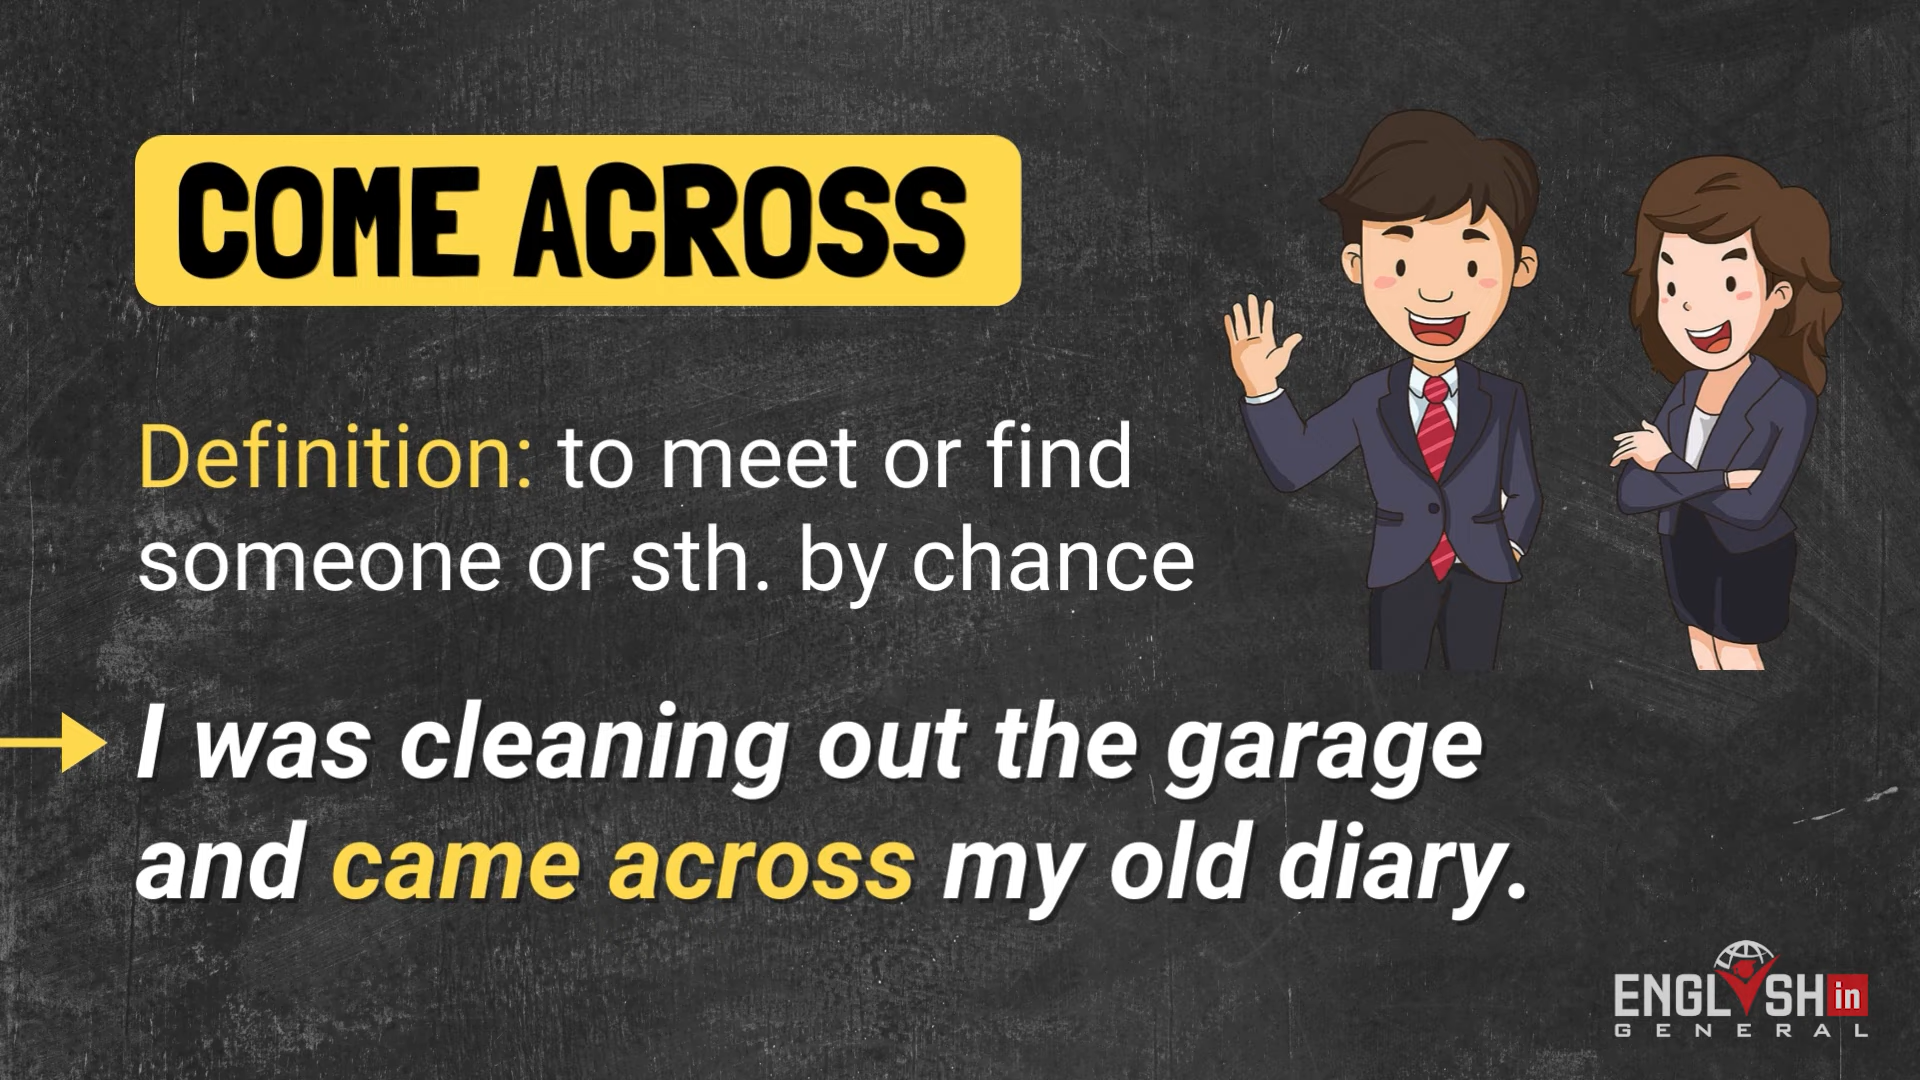 COME ACROSS
Definition: to meet or find
someone or sth. by chance
I was cleaning out the garage
and came across my old diary.
ENGLISH in
GENERAL